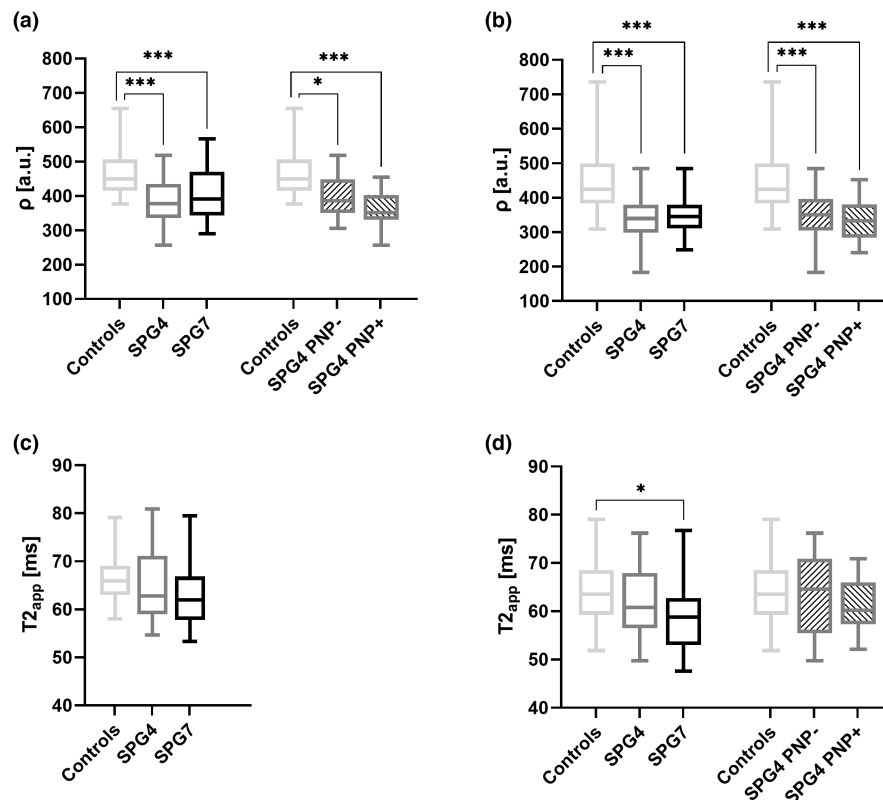 (a)
***
***
***
*
800
700
600
500
400
300
200
100
ρ [a.u.]
Controls
SPG4
SPG7
Controls
SPG4 PNP-
SPG4 PNP+
(b)
***
***
***
***
800
700
600
500
400
300
200
100
ρ [a.u.]
Controls
SPG4
SPG7
Controls
SPG4 PNP-
SPG4 PNP+
(c)
90
80
70
60
50
40
T2app [ms]
Controls
SPG4
SPG7
(d)
*
90
80
70
60
50
40
T2app [ms]
Controls
SPG4
SPG7
Controls
SPG4 PNP-
SPG4 PNP+